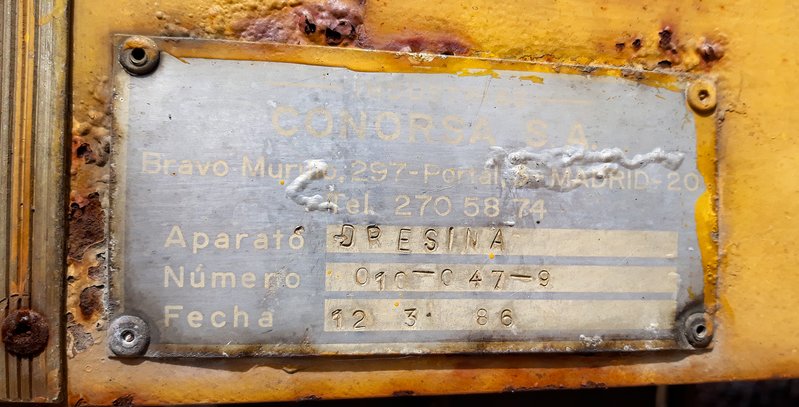 CONORSA S.A.
Bravo Murillo, 297-Portal MADRID-20
Tel. 270 58 74
Aparato DRESINA
Número 010-047-9
Fecha 12 3 86